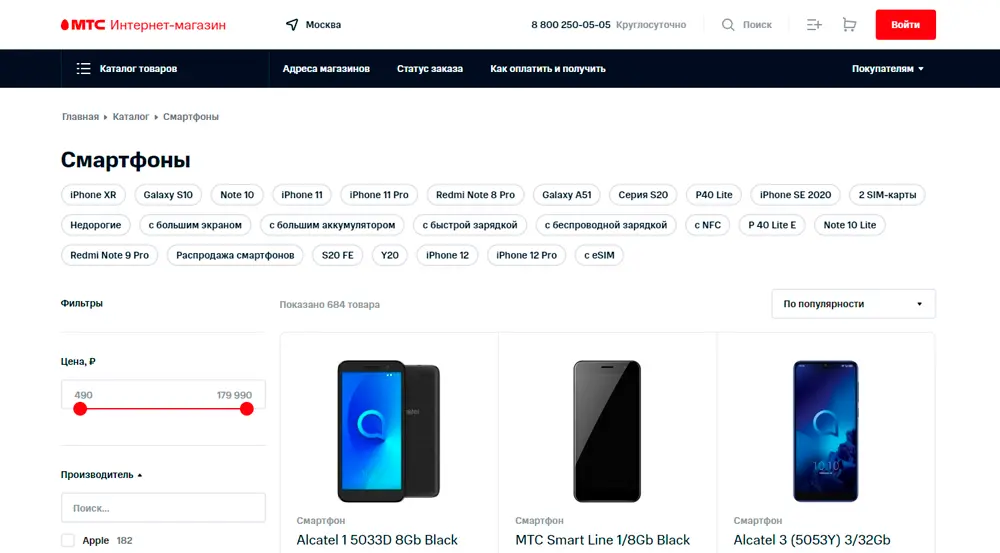 МТС Интернет-магазин
Москва
8 800 250-05-05 Круглосуточно
Поиск
Войти
Каталог товаров
Адреса магазинов
Статус заказа
Как оплатить и получить
Покупателям
Главная Каталог Смартфоны
Смартфоны
iPhone XR Galaxy S10 Note 10 iPhone 11 iPhone 11 Pro Redmi Note 8 Pro Galaxy A51 Серия S20 P40 Lite iPhone SE 2020 2 SIM-карты
Недорогие с большим экраном с большим аккумулятором с быстрой зарядкой с беспроводной зарядкой с NFC P 40 Lite E Note 10 Lite
Redmi Note 9 Pro Распродажа смартфонов S20 FE Y20 iPhone 12 iPhone 12 Pro с eSIM
Фильтры
Показано 684 товара
По популярности
Цена, ₽
490 179 990
Производитель
Поиск...
Apple 182
Смартфон
Alcatel 1 5033D 8Gb Black
Смартфон
МТС Smart Line 1/8Gb Black
10:10
Смартфон
Alcatel 3 (5053Y) 3/32Gb